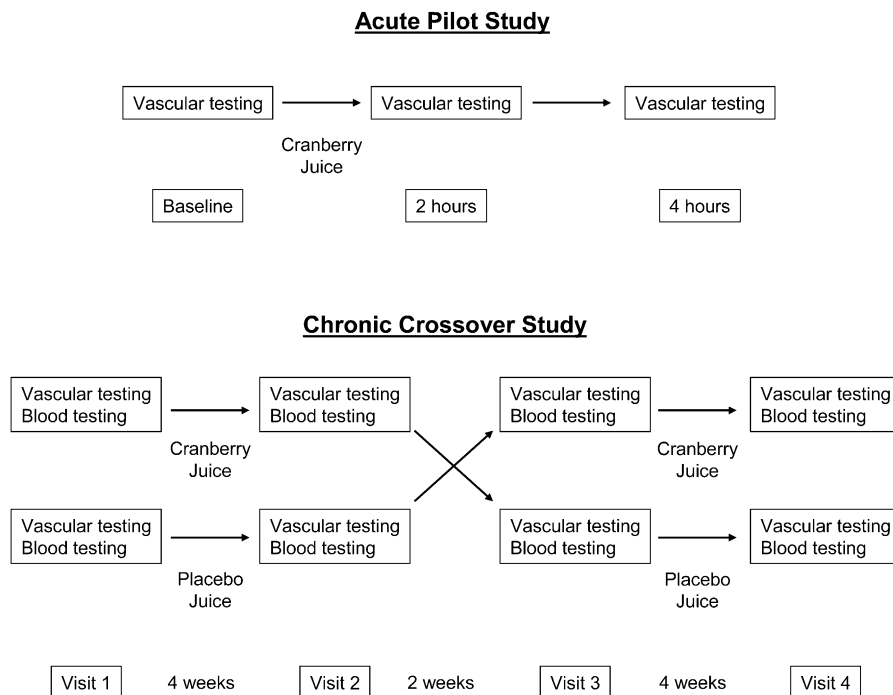 Acute Pilot Study
Vascular testing
Vascular testing
Vascular testing
Cranberry
Juice
Baseline
2 hours
4 hours
Chronic Crossover Study
Vascular testing
Blood testing
Vascular testing
Blood testing
Vascular testing
Blood testing
Vascular testing
Blood testing
Cranberry
Juice
Cranberry
Juice
Vascular testing
Blood testing
Vascular testing
Blood testing
Vascular testing
Blood testing
Vascular testing
Blood testing
Placebo
Juice
Placebo
Juice
Visit 1
4 weeks
Visit 2
2 weeks
Visit 3
4 weeks
Visit 4